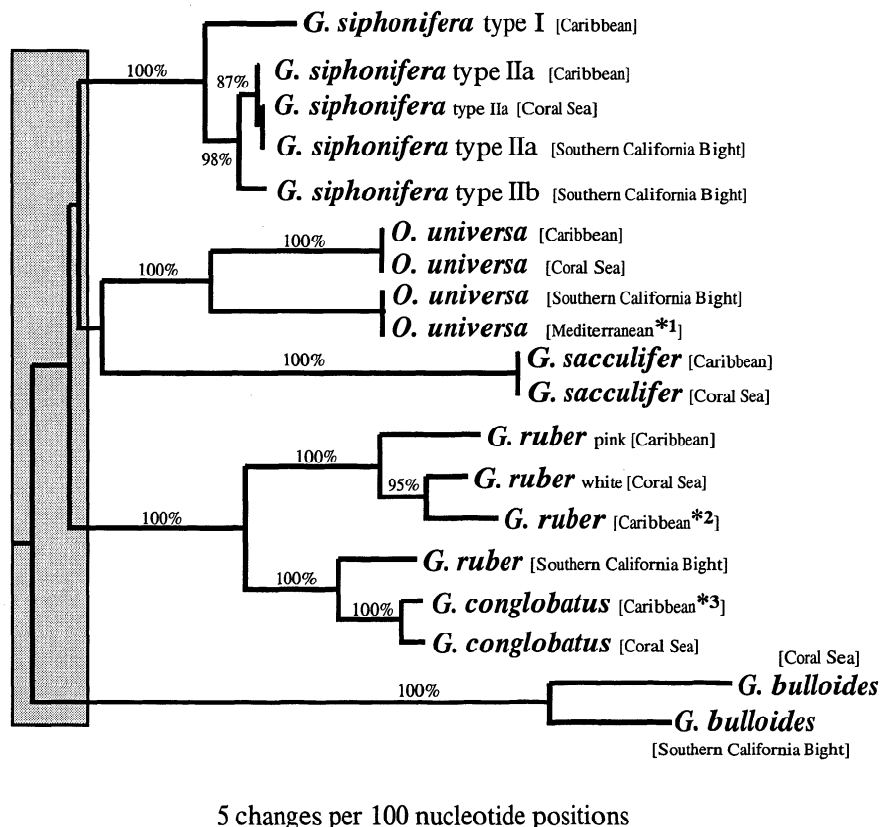 G. siphonifera type I [Caribbean]
100%
87%
G. siphonifera type IIa [Caribbean]
G. siphonifera type IIa [Coral Sea]
G. siphonifera type IIa [Southern California Bight]
98%
G. siphonifera type IIb [Southern California Bight]
O. universa [Caribbean]
100%
O. universa [Coral Sea]
100%
O. universa [Southern California Bight]
O. universa [Mediterranean*1]
G. sacculifer [Caribbean]
100%
G. sacculifer [Coral Sea]
G. ruber pink [Caribbean]
100%
G. ruber white [Coral Sea]
95%
G. ruber [Caribbean*2]
100%
G. ruber [Southern California Bight]
100%
G. conglobatus [Caribbean*3]
100%
G. conglobatus [Coral Sea]
[Coral Sea]
G. bulloides
100%
G. bulloides
[Southern California Bight]
5 changes per 100 nucleotide positions